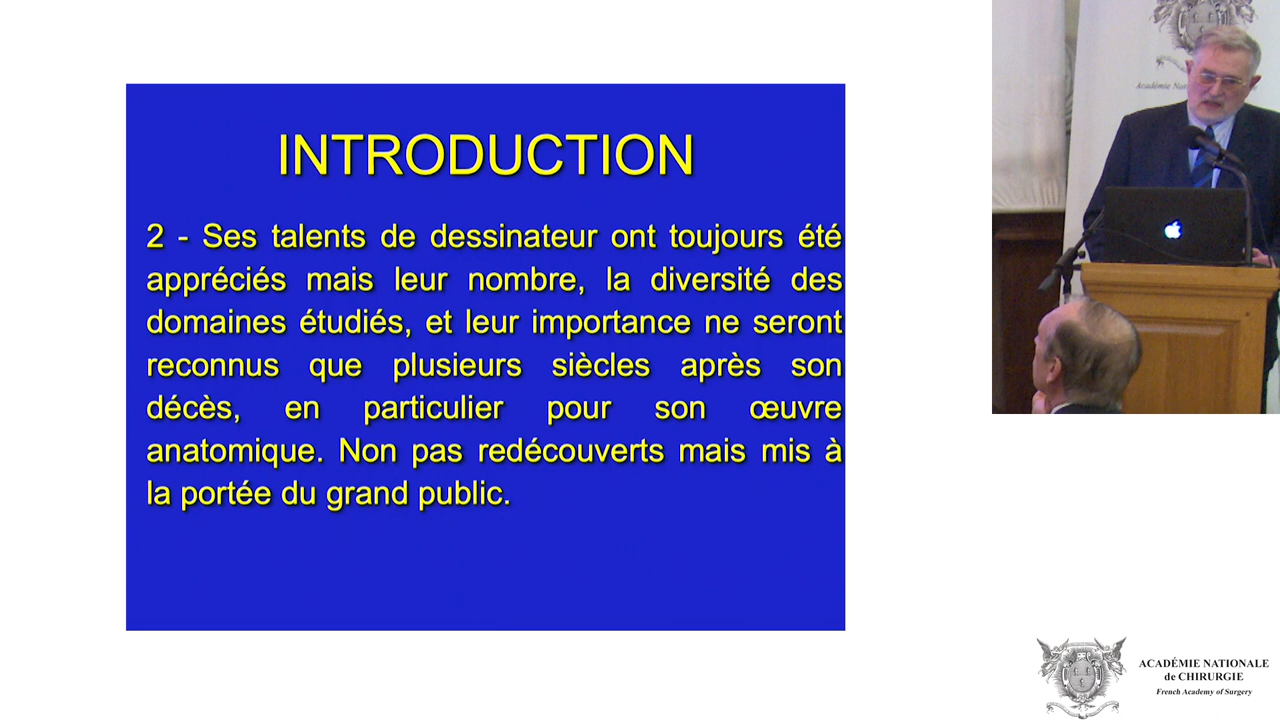 INTRODUCTION
2 - Ses talents de dessinateur ont toujours été
appréciés mais leur nombre, la diversité des
domaines étudiés, et leur importance ne seront
reconnus que plusieurs siècles après son
décès, en particulier pour son œuvre
anatomique. Non pas redécouverts mais mis à
la portée du grand public.
Académie Nat
ACADÉMIE NATIONALE
de CHIRURGIE
French Academy of Surgery